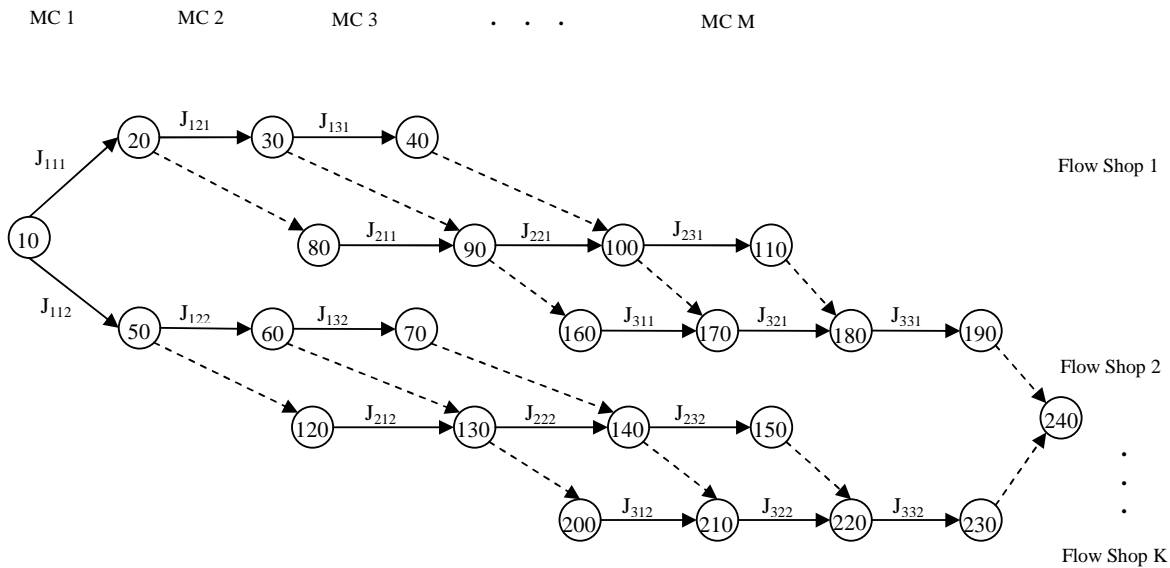 MC 1 MC 2 MC 3 . . . MC M
J111
20
J121
30
J131
40
Flow Shop 1
10
80
J211
90
J221
100
J231
110
J112
50
J122
60
J132
70
160
J311
170
J321
180
J331
190
Flow Shop 2
120
J212
130
J222
140
J232
150
240
.
.
.
200
J312
210
J322
220
J332
230
Flow Shop K